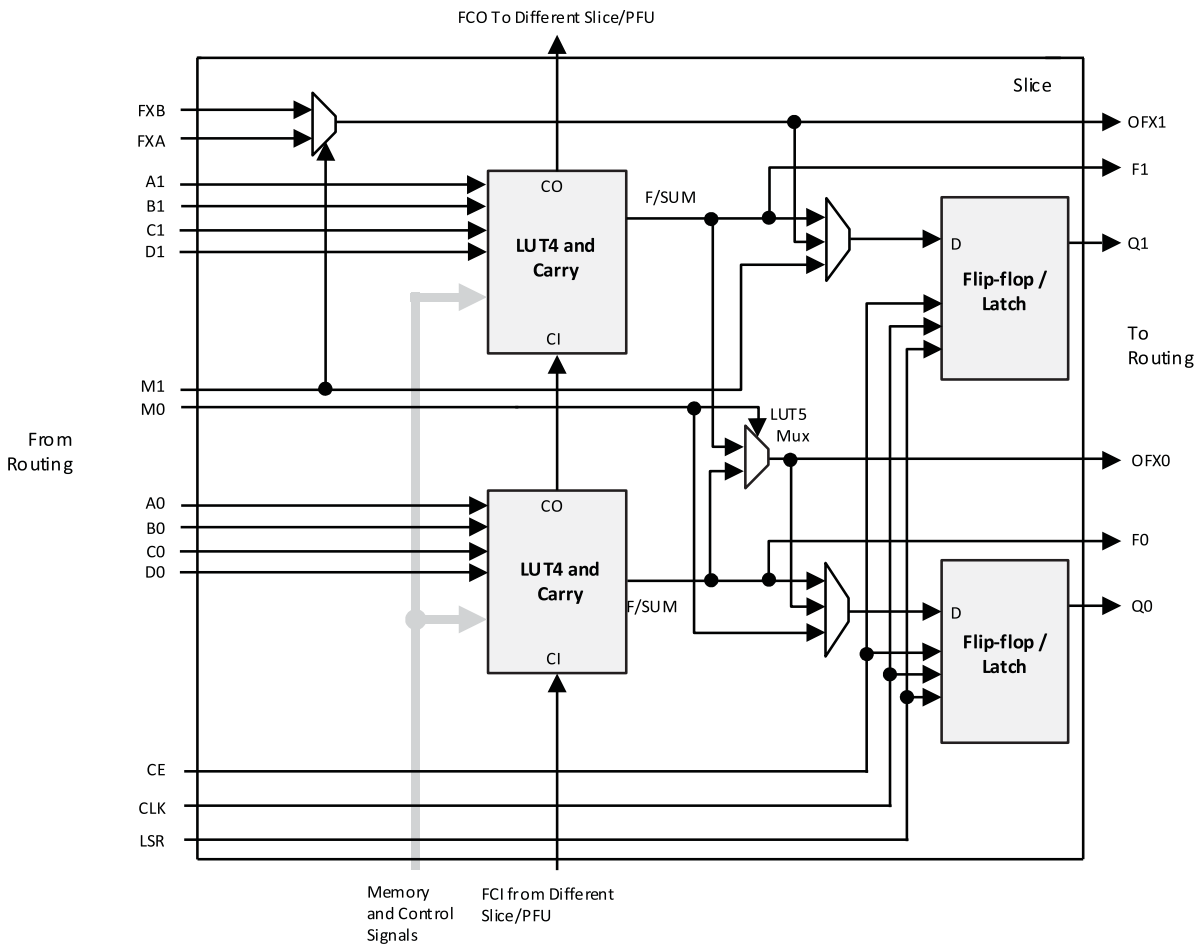 FCO To Different Slice/PFU
Slice
FXB
OFX1
FXA
F1
A1
CO
F/SUM
B1
C1
D1
LUT4 and
Carry
D
Q1
Flip-flop /
Latch
CI
To
Routing
M1
M0
LUT5
Mux
From
Routing
OFX0
A0
CO
B0
C0
D0
F0
LUT4 and
Carry
F/SUM
D
Q0
Flip-flop /
Latch
CI
CE
CLK
LSR
Memory
and Control
Signals
FCI from Different
Slice/PFU